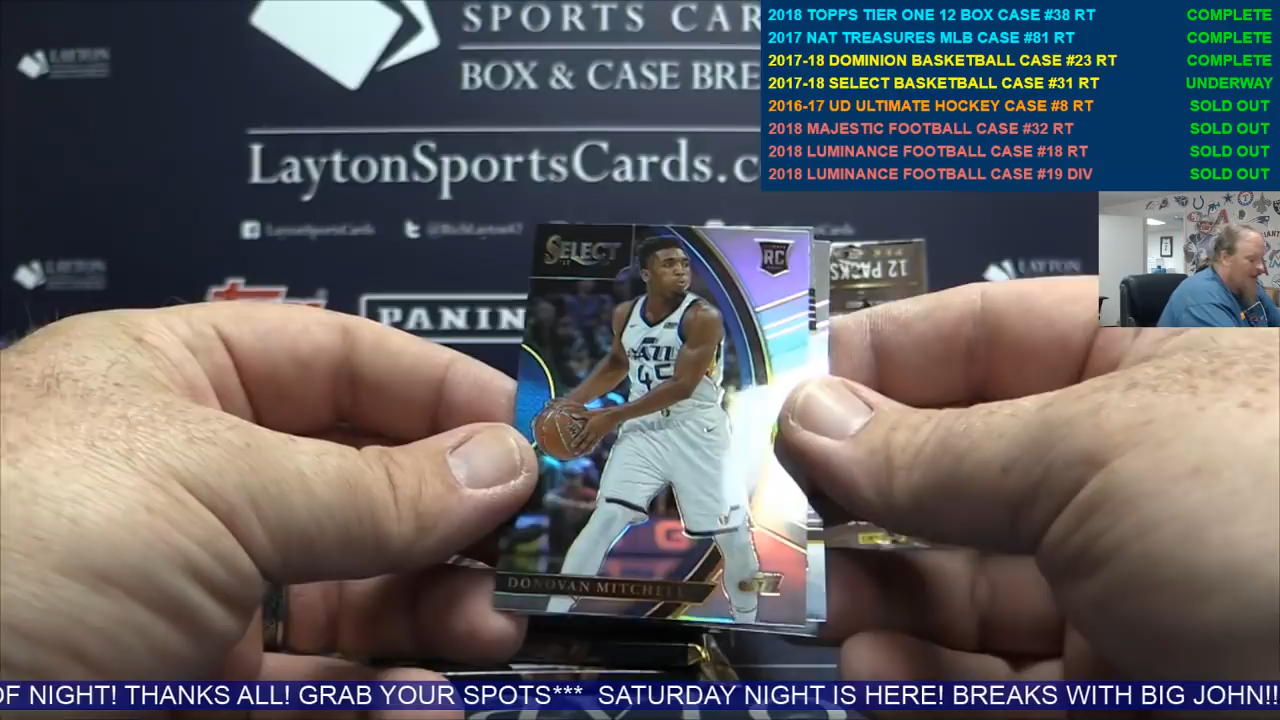 SPORTS CAR
BOX & CASE BRE
LaytonSportsCards.c
LaytonSportsCards
LAYTON
LAYTON
LAYTON
PANIN
2018 TOPPS TIER ONE 12 BOX CASE #38 RT COMPLETE
2017 NAT TREASURES MLB CASE #81 RT COMPLETE
2017-18 DOMINION BASKETBALL CASE #23 RT COMPLETE
2017-18 SELECT BASKETBALL CASE #31 RT UNDERWAY
2016-17 UD ULTIMATE HOCKEY CASE #8 RT SOLD OUT
2018 MAJESTIC FOOTBALL CASE #32 RT SOLD OUT
2018 LUMINANCE FOOTBALL CASE #18 RT SOLD OUT
2018 LUMINANCE FOOTBALL CASE #19 DIV SOLD OUT
SELECT
RC
12 PACKS
45
DONOVAN MITCHELL
OF NIGHT! THANKS ALL! GRAB YOUR SPOTS*** SATURDAY NIGHT IS HERE! BREAKS WITH BIG JOHN!!